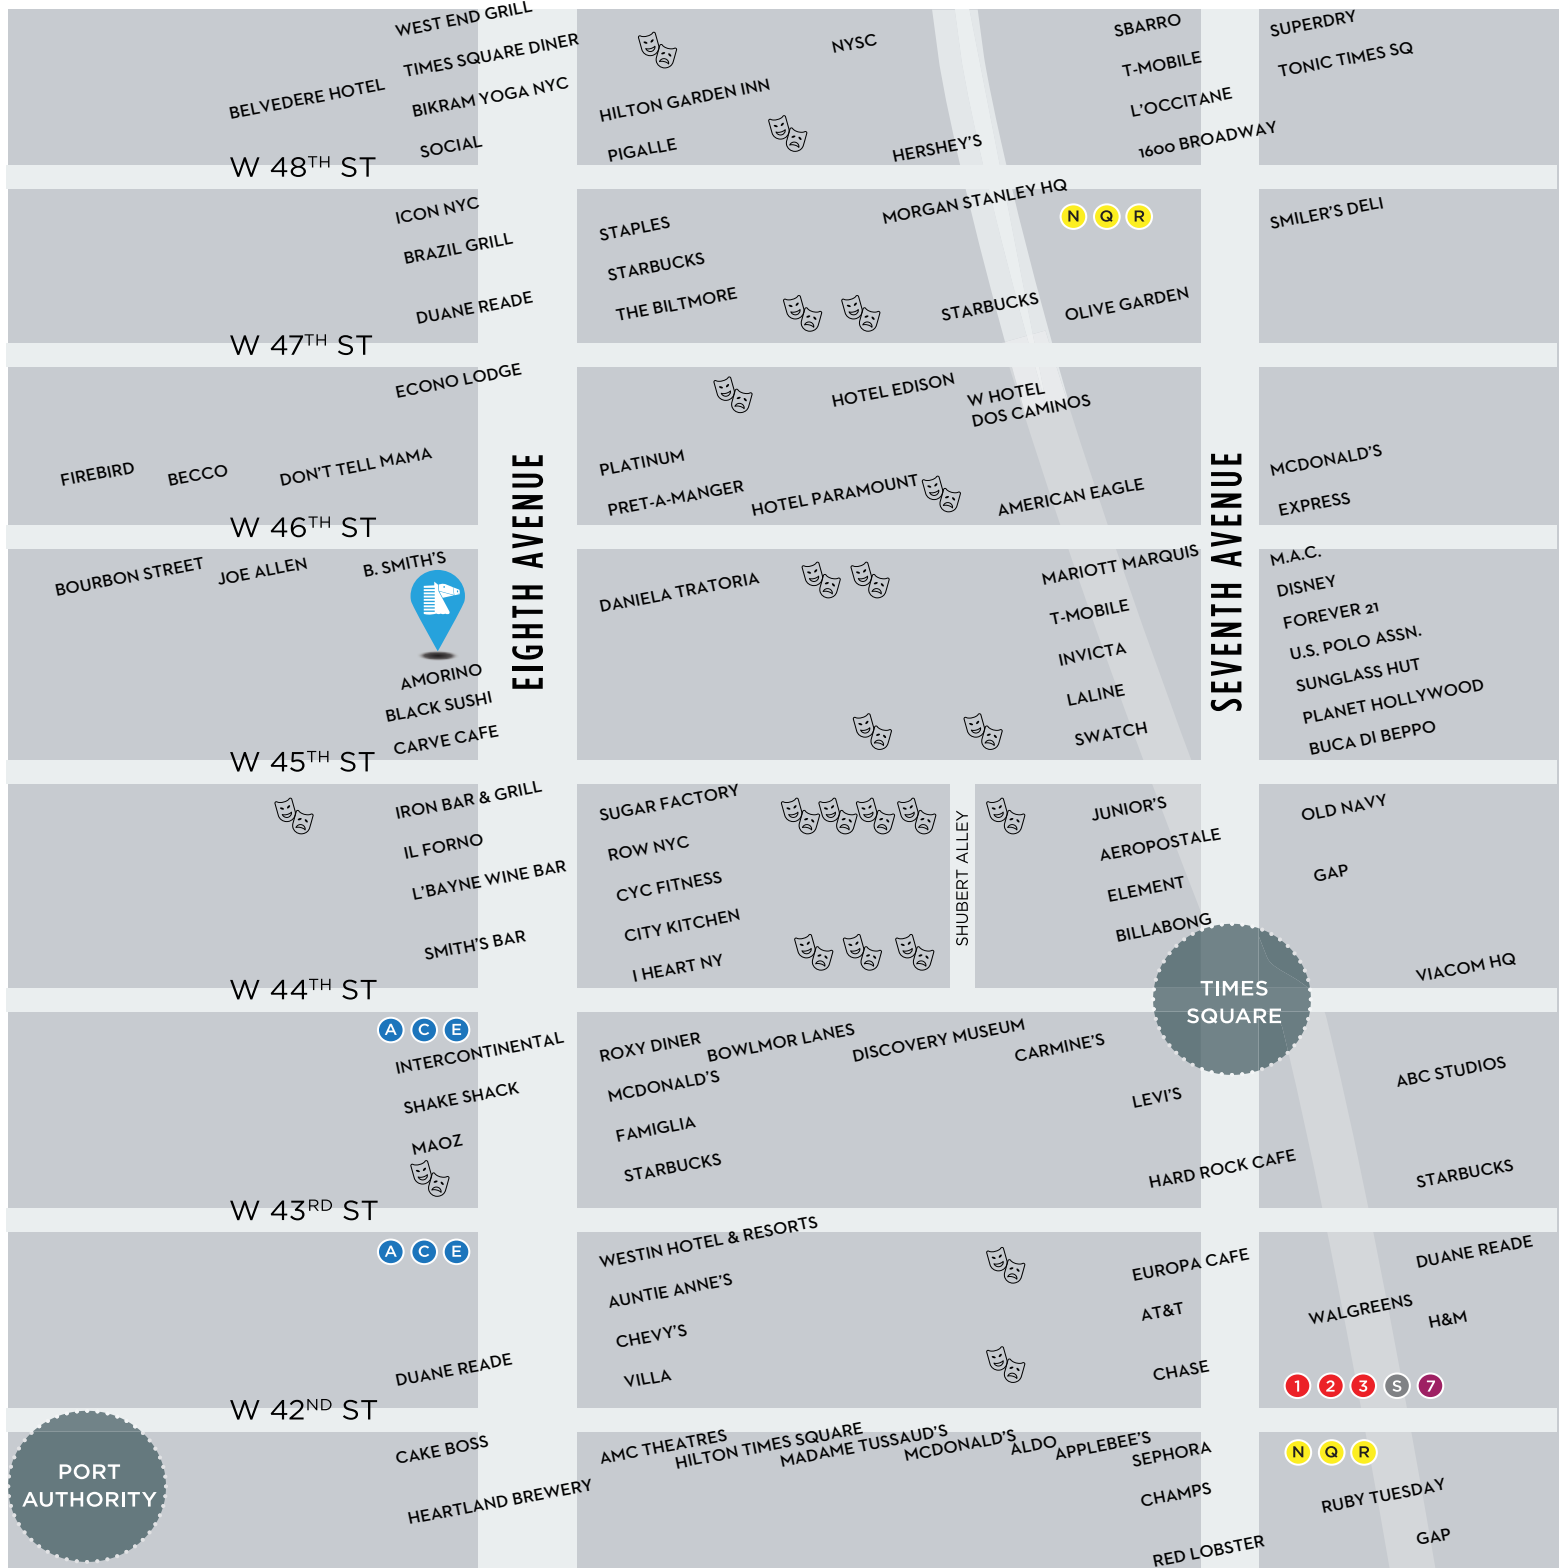 WEST END GRILL
TIMES SQUARE DINER
BELVEDERE HOTEL
BIKRAM YOGA NYC
SOCIAL
HILTON GARDEN INN
PIGALLE
NYSC
HERSHEY'S
SBARRO
T-MOBILE
L'OCCITANE
1600 BROADWAY
SUPERDRY
TONIC TIMES SQ
W 48TH ST
ICON NYC
BRAZIL GRILL
DUANE READE
STAPLES
STARBUCKS
THE BILTMORE
MORGAN STANLEY HQ
N Q R
STARBUCKS
OLIVE GARDEN
SMILER'S DELI
W 47TH ST
ECONO LODGE
FIREBIRD
BECCO
DON'T TELL MAMA
PLATINUM
PRET-A-MANGER
HOTEL PARAMOUNT
HOTEL EDISON
W HOTEL
DOS CAMINOS
AMERICAN EAGLE
MCDONALD'S
EXPRESS
EIGHTH AVENUE
SEVENTH AVENUE
W 46TH ST
BOURBON STREET
JOE ALLEN
B. SMITH'S
AMORINO
BLACK SUSHI
CARVE CAFE
DANIELA TRATORIA
MARIOTT MARQUIS
T-MOBILE
INVICTA
LALINE
SWATCH
M.A.C.
DISNEY
FOREVER 21
U.S. POLO ASSN.
SUNGLASS HUT
PLANET HOLLYWOOD
BUCA DI BEPPO
W 45TH ST
IRON BAR & GRILL
IL FORNO
L'BAYNE WINE BAR
SMITH'S BAR
SUGAR FACTORY
ROW NYC
CYC FITNESS
CITY KITCHEN
I HEART NY
SHUBERT ALLEY
JUNIOR'S
AEROPOSTALE
ELEMENT
BILLABONG
OLD NAVY
GAP
VIACOM HQ
TIMES
SQUARE
W 44TH ST
A C E
INTERCONTINENTAL
SHAKE SHACK
MAOZ
ROXY DINER
BOWLMOR LANES
DISCOVERY MUSEUM
CARMINE'S
MCDONALD'S
FAMIGLIA
STARBUCKS
LEVI'S
HARD ROCK CAFE
ABC STUDIOS
STARBUCKS
W 43RD ST
A C E
DUANE READE
WESTIN HOTEL & RESORTS
AUNTIE ANNE'S
CHEVY'S
VILLA
EUROPA CAFE
AT&T
CHASE
DUANE READE
WALGREENS
H&M
1 2 3 S 7
W 42ND ST
PORT
AUTHORITY
CAKE BOSS
HEARTLAND BREWERY
AMC THEATRES
HILTON TIMES SQUARE
MADAME TUSSAUD'S
MCDONALD'S
ALDO
APPLEBEE'S
SEPHORA
CHAMPS
RED LOBSTER
N Q R
RUBY TUESDAY
GAP